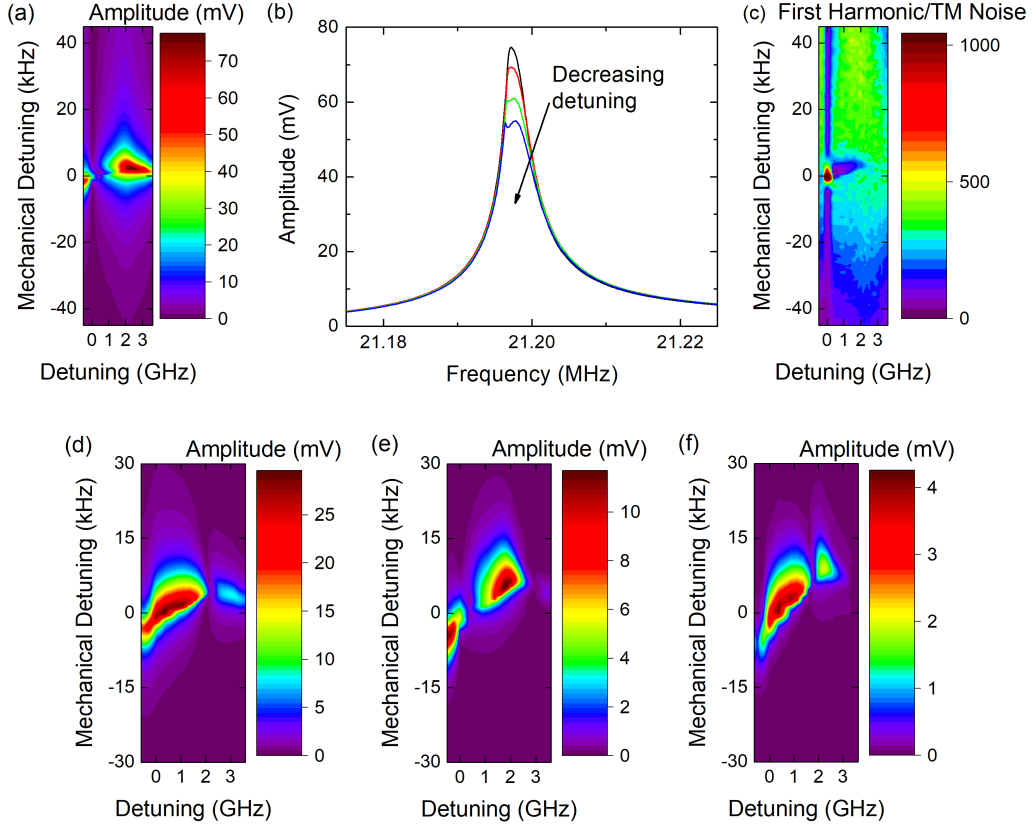 (a)
Amplitude (mV)
Mechanical Detuning (kHz)
40
20
0
-20
-40
0 1 2 3
Detuning (GHz)
70
60
50
40
30
20
10
0
(b)
Amplitude (mV)
80
60
40
20
0
Decreasing
detuning
21.18 21.20 21.22
Frequency (MHz)
(c)
First Harmonic/TM Noise
Mechanical Detuning (kHz)
40
20
0
-20
-40
0 1 2 3
Detuning (GHz)
1000
500
0
(d)
Amplitude (mV)
Mechanical Detuning (kHz)
30
15
0
-15
-30
0 1 2 3
Detuning (GHz)
25
20
15
10
5
0
(e)
Amplitude (mV)
Mechanical Detuning (kHz)
30
15
0
-15
-30
0 1 2 3
Detuning (GHz)
10
8
6
4
2
0
(f)
Amplitude (mV)
Mechanical Detuning (kHz)
30
15
0
-15
-30
0 1 2 3
Detuning (GHz)
4
3
2
1
0